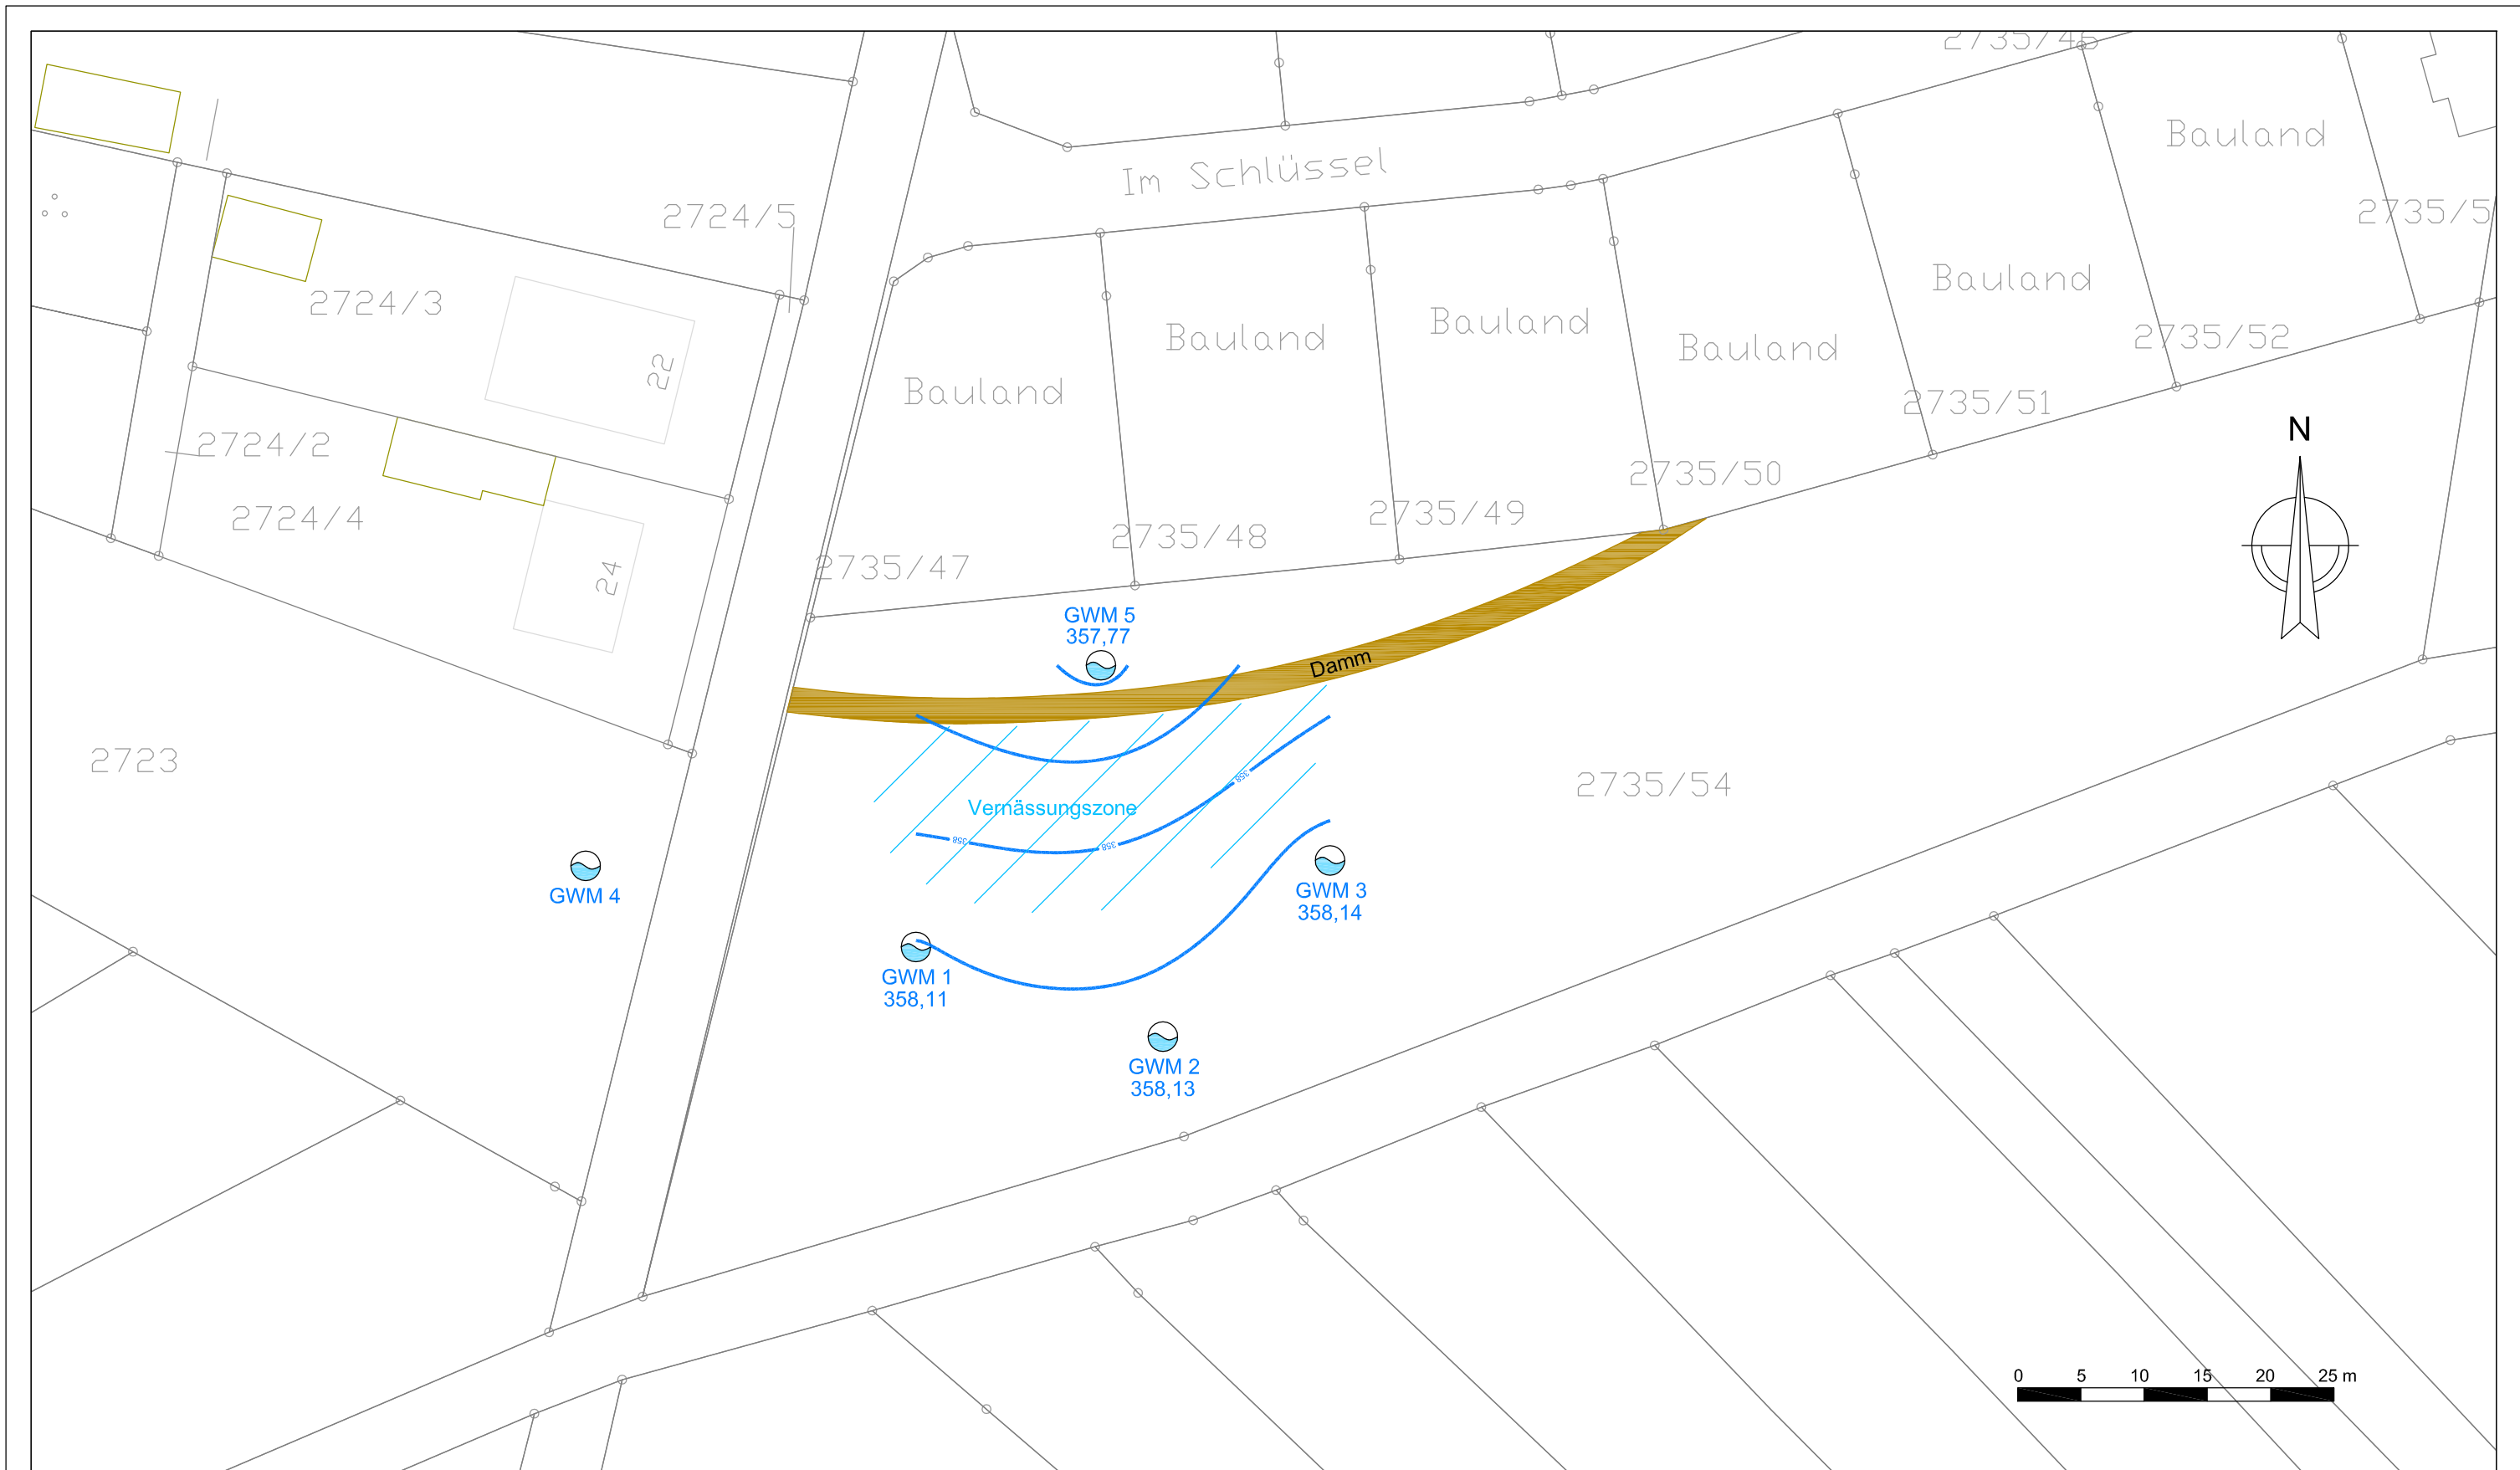 2735/46
Bauland
Im Schlüssel
2724/5
2735/5
2724/3
Bauland
Bauland
Bauland
Bauland
2735/52
22
Bauland
2735/51
N
2724/2
2735/50
2724/4
2735/49
2735/48
24
2735/47
GWM 5
357,77
Damm
2723
358
2735/54
Vernässungszone
358
358
GWM 4
GWM 3
358,14
GWM 1
358,11
GWM 2
358,13
0 5 10 15 20 25 m